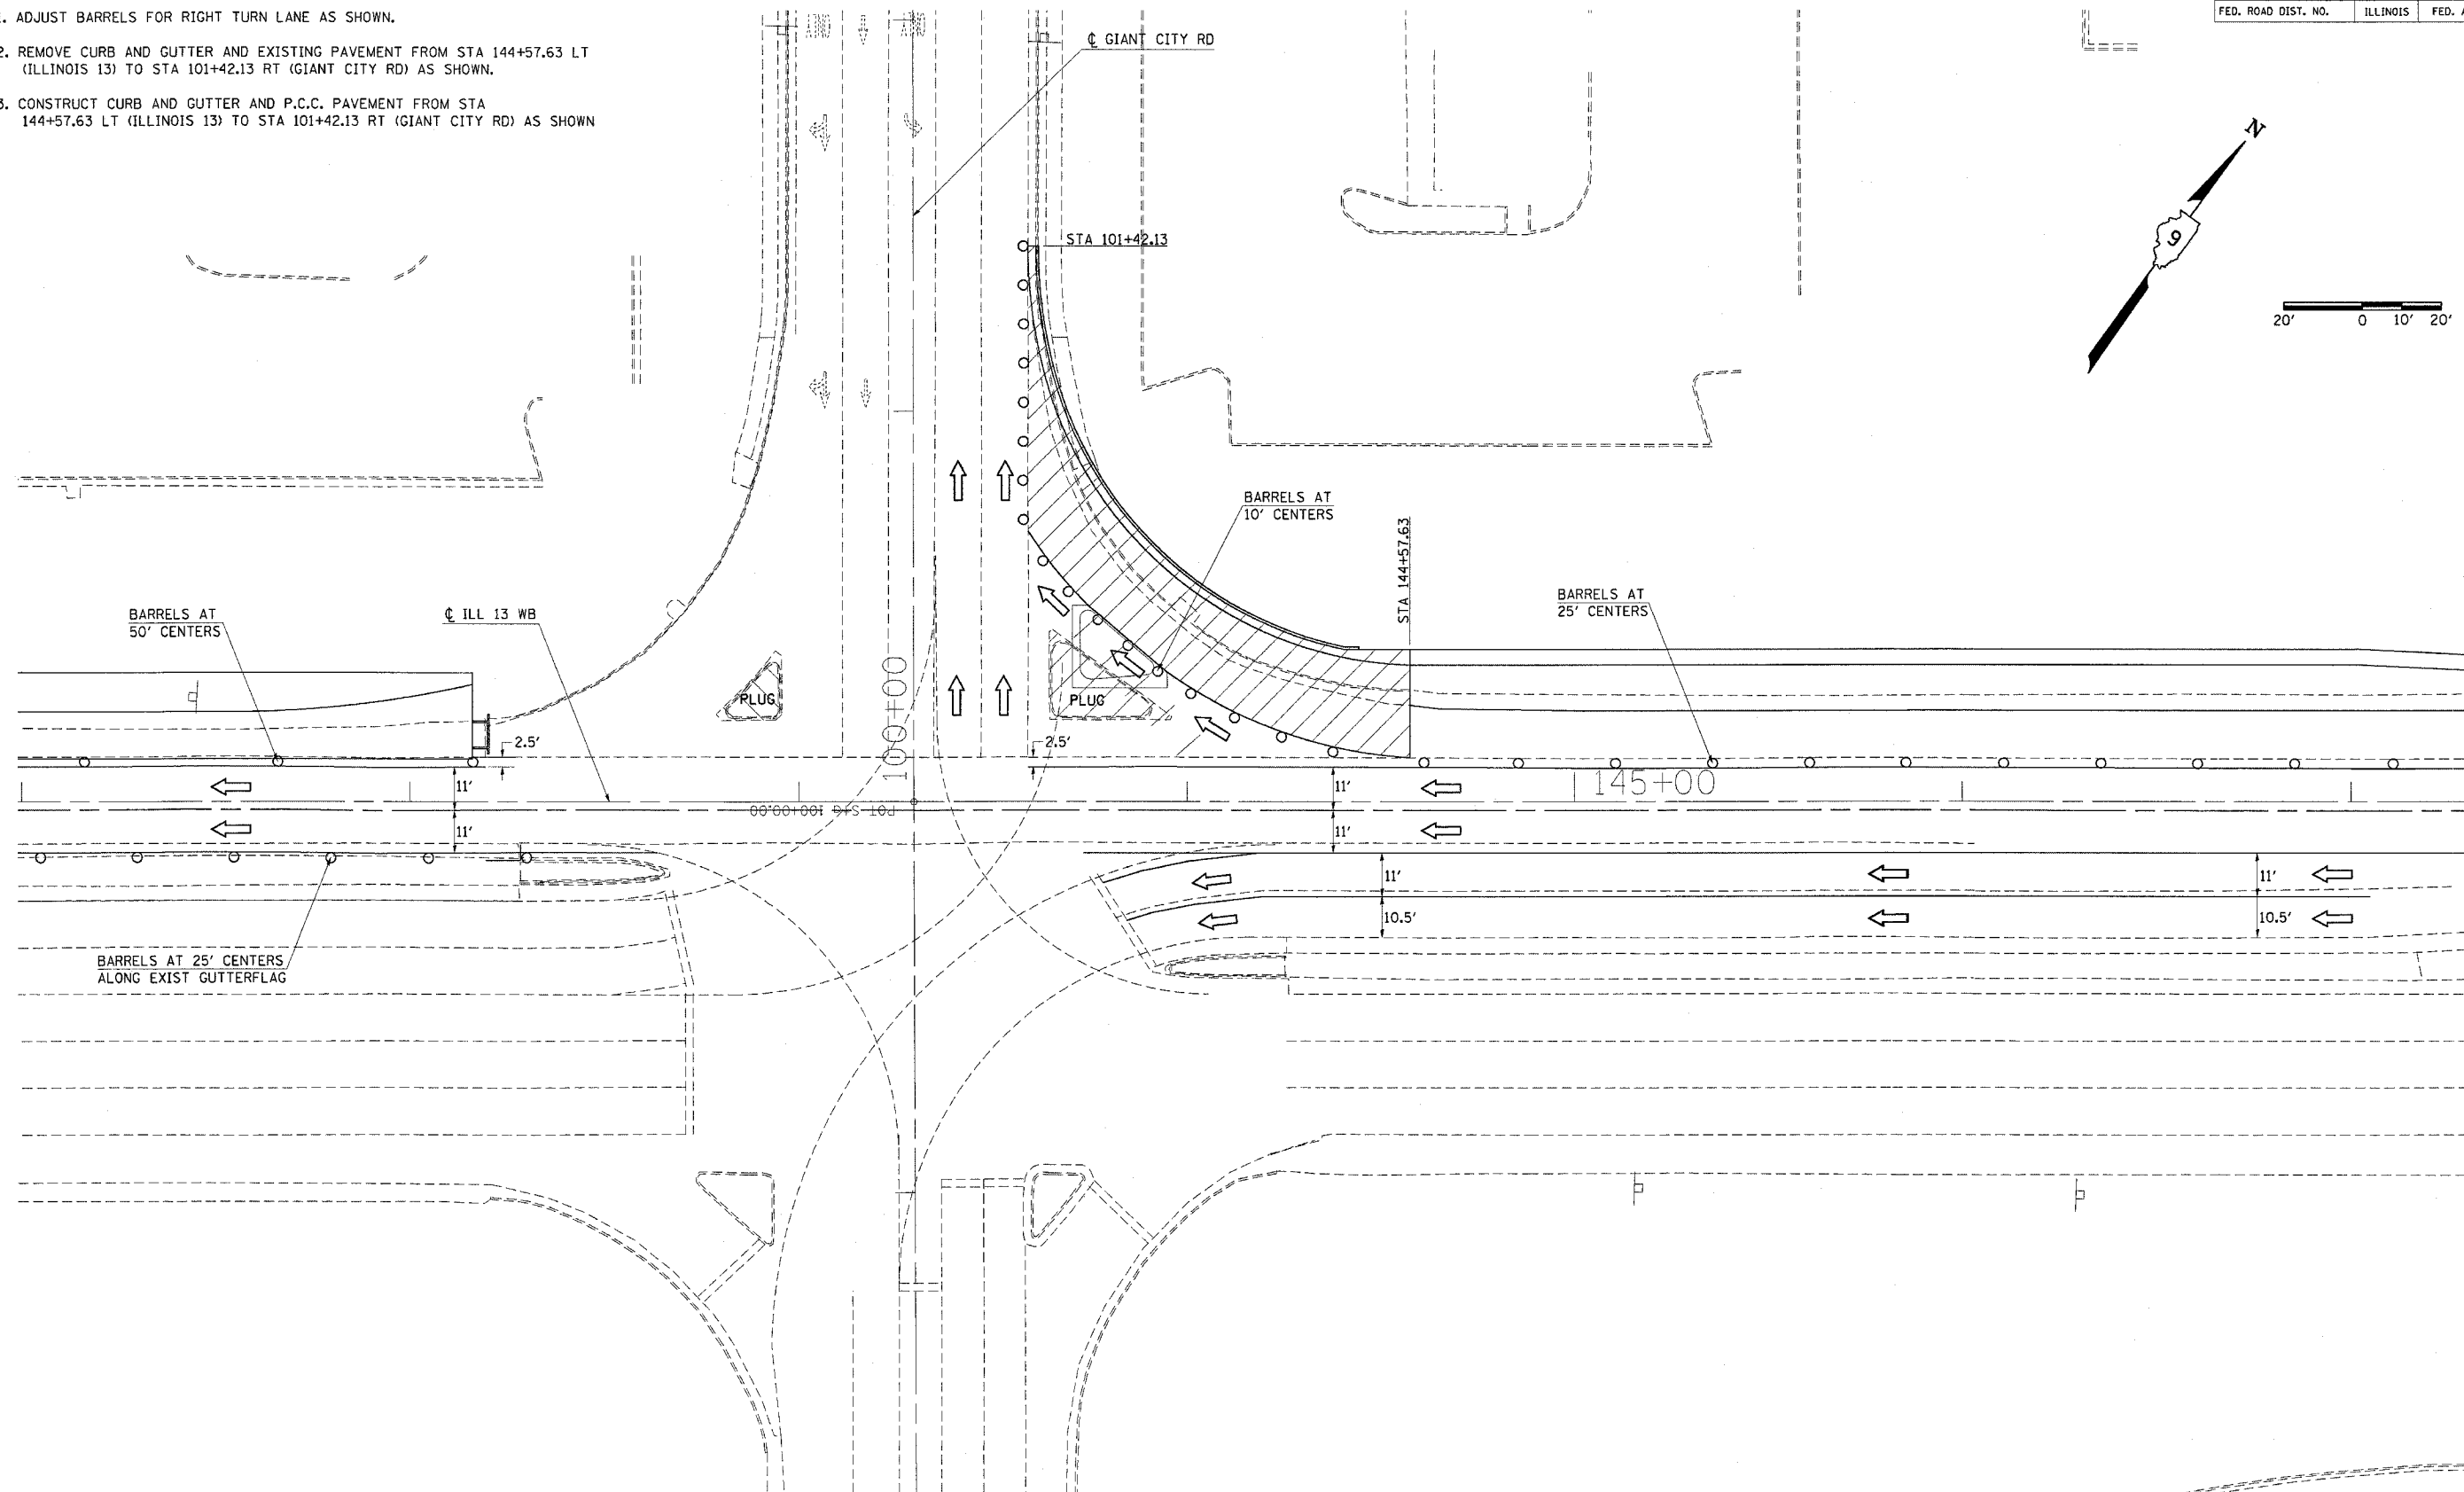 . ADJUST BARRELS FOR RIGHT TURN LANE AS SHOWN.
2. REMOVE CURB AND GUTTER AND EXISTING PAVEMENT FROM STA 144+57.63 LT
(ILLINOIS 13) TO STA 101+42.13 RT (GIANT CITY RD) AS SHOWN.
3. CONSTRUCT CURB AND GUTTER AND P.C.C. PAVEMENT FROM STA
144+57.63 LT (ILLINOIS 13) TO STA 101+42.13 RT (GIANT CITY RD) AS SHOWN
FED. ROAD DIST. NO. ILLINOIS FED. A
℄ GIANT CITY RD
N
9
20' 0 10' 20'
STA 101+42.13
BARRELS AT
10' CENTERS
STA 144+57.63
BARRELS AT
25' CENTERS
BARRELS AT
50' CENTERS
℄ ILL 13 WB
PLUG
PLUG
100+00
2.5'
2.5'
11'
11'
145+00
POT Sta 100+00.00
11'
11'
11'
11'
10.5'
10.5'
BARRELS AT 25' CENTERS
ALONG EXIST GUTTERFLAG